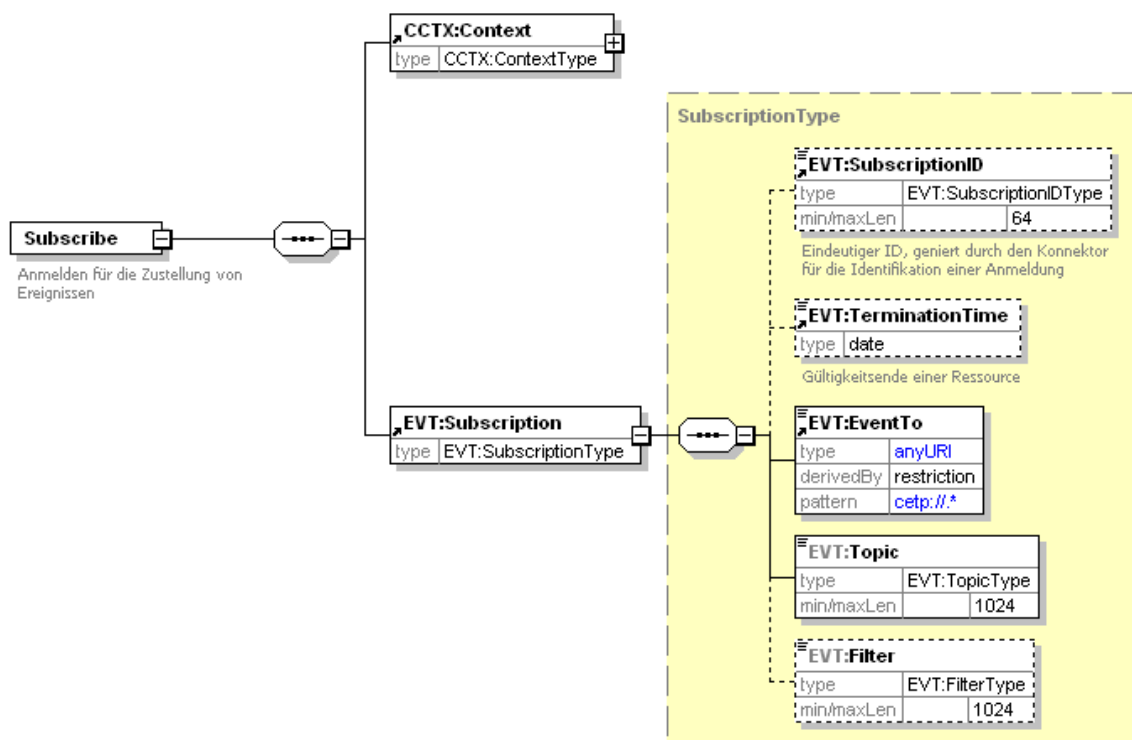 CCTX:Context
type CCTX:ContextType
SubscriptionType
EVT:SubscriptionID
type EVT:SubscriptionIDType
min/maxLen 64
Eindeutiger ID, geniert durch den Konnektor
für die Identifikation einer Anmeldung
Subscribe
Anmelden für die Zustellung von
Ereignissen
EVT:TerminationTime
type date
Gültigkeitsende einer Ressource
EVT:Subscription
type EVT:SubscriptionType
EVT:EventTo
type anyURI
derivedBy restriction
pattern cetp://.*
EVT:Topic
type EVT:TopicType
min/maxLen 1024
EVT:Filter
type EVT:FilterType
min/maxLen 1024